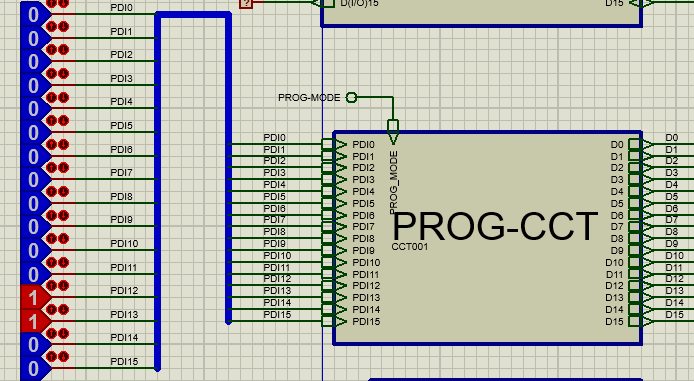 0 PDI0
0 PDI1
0 PDI2
0 PDI3
0 PDI4
0 PDI5
0 PDI6
0 PDI7
0 PDI8
0 PDI9
0 PDI10
0 PDI11
1 PDI12
1 PDI13
0 PDI14
0 PDI15
? D(I/O)15 D15
PROG-MODE
PROG_MODE
PDI0 PDI0 D0 D0
PDI1 PDI1 D1 D1
PDI2 PDI2 D2 D2
PDI3 PDI3 D3 D3
PDI4 PDI4 D4 D4
PDI5 PDI5 D5 D5
PDI6 PDI6 D6 D6
PDI7 PDI7 D7 D7
PDI8 PDI8 D8 D8
PDI9 PDI9 D9 D9
PDI10 PDI10 D10 D10
PDI11 PDI11 D11 D11
PDI12 PDI12 D12 D12
PDI13 PDI13 D13 D13
PDI14 PDI14 D14 D14
PDI15 PDI15 D15 D15
PROG-CCT
CCT001